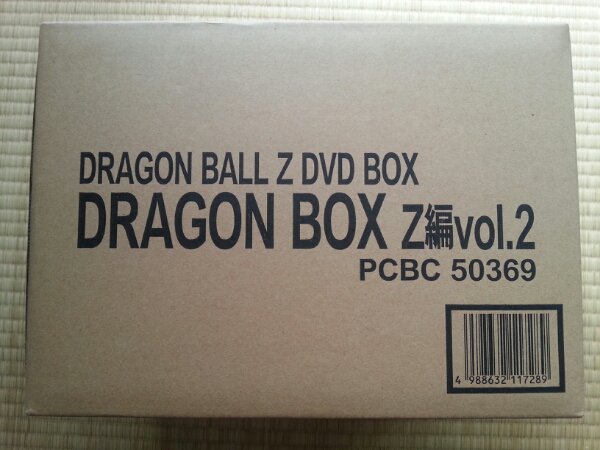 DRAGON BALL Z DVD BOX
DRAGON BOX Z編vol.2
PCBC 50369
4 988632 117289